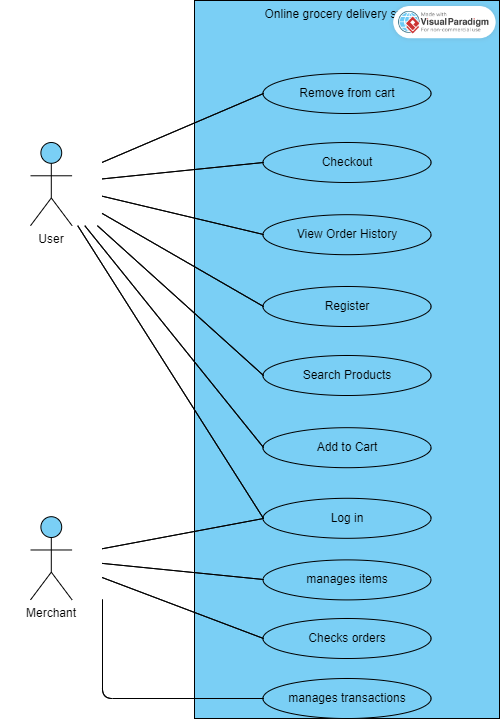 Online grocery delivery s
Made with
Visual Paradigm
For non-commercial use
Remove from cart
Checkout
View Order History
User
Register
Search Products
Add to Cart
Log in
manages items
Merchant
Checks orders
manages transactions